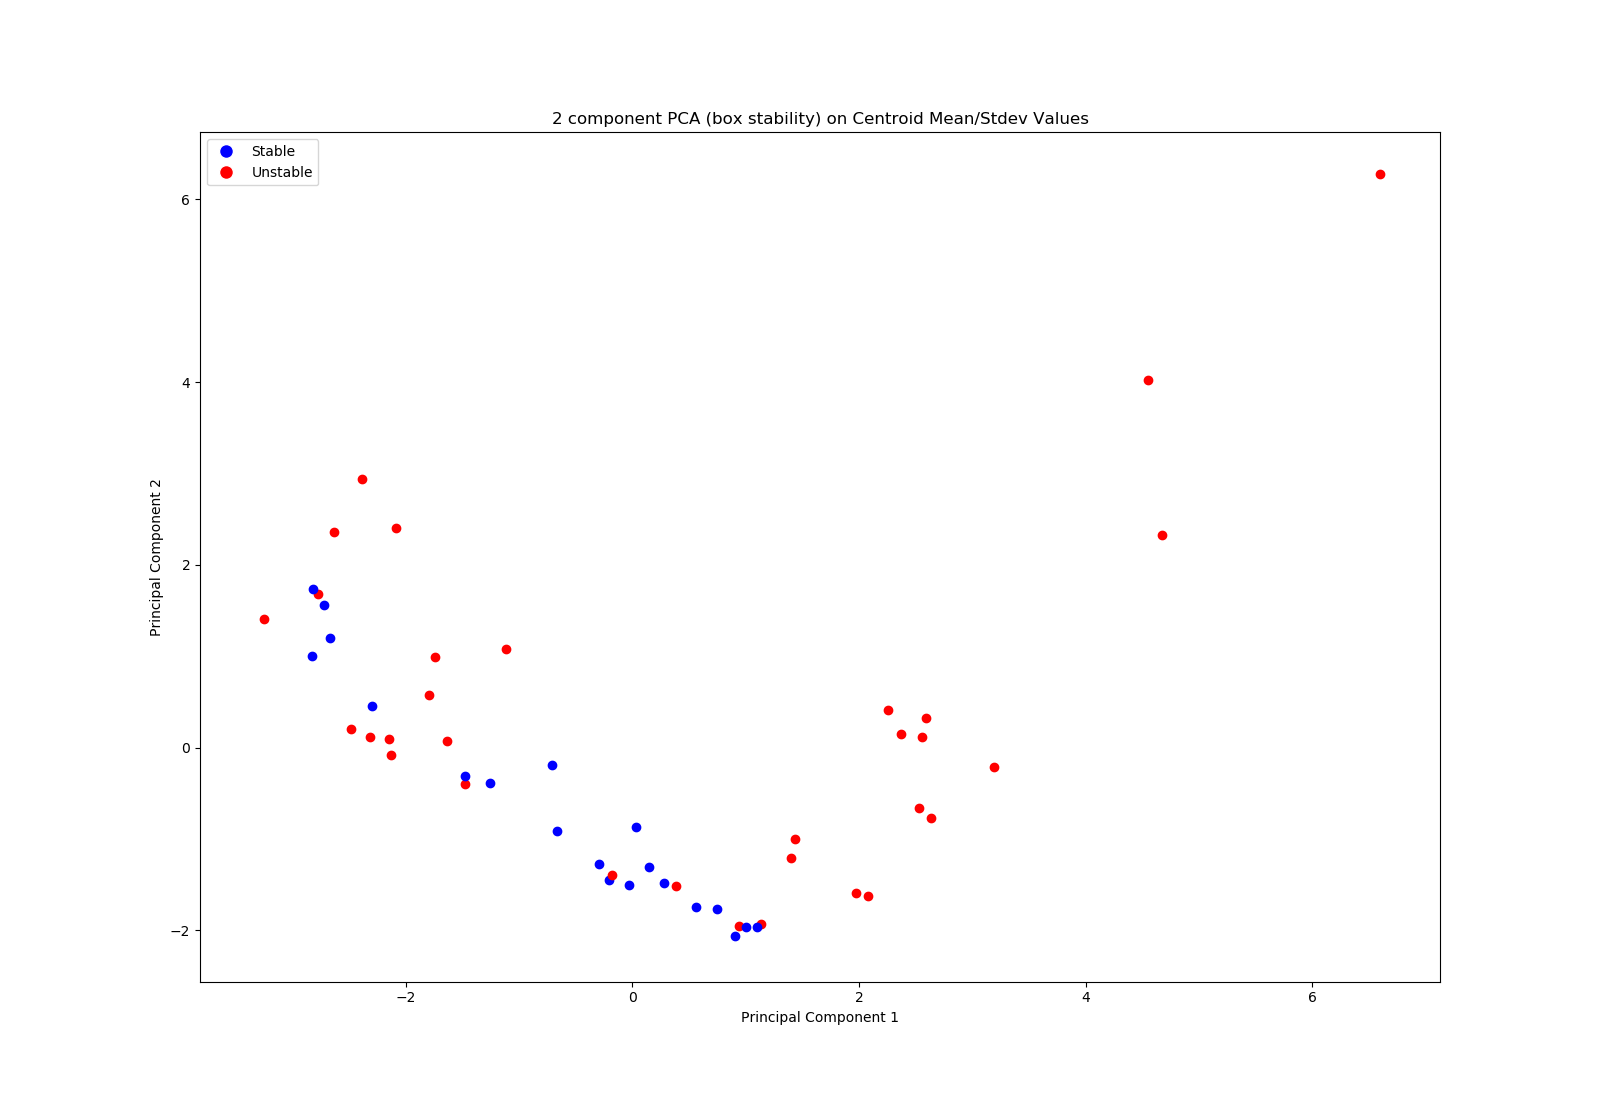 2 component PCA (box stability) on Centroid Mean/Stdev Values
Stable
Unstable
6
4
2
0
−2
Principal Component 2
−2
0
2
4
6
Principal Component 1